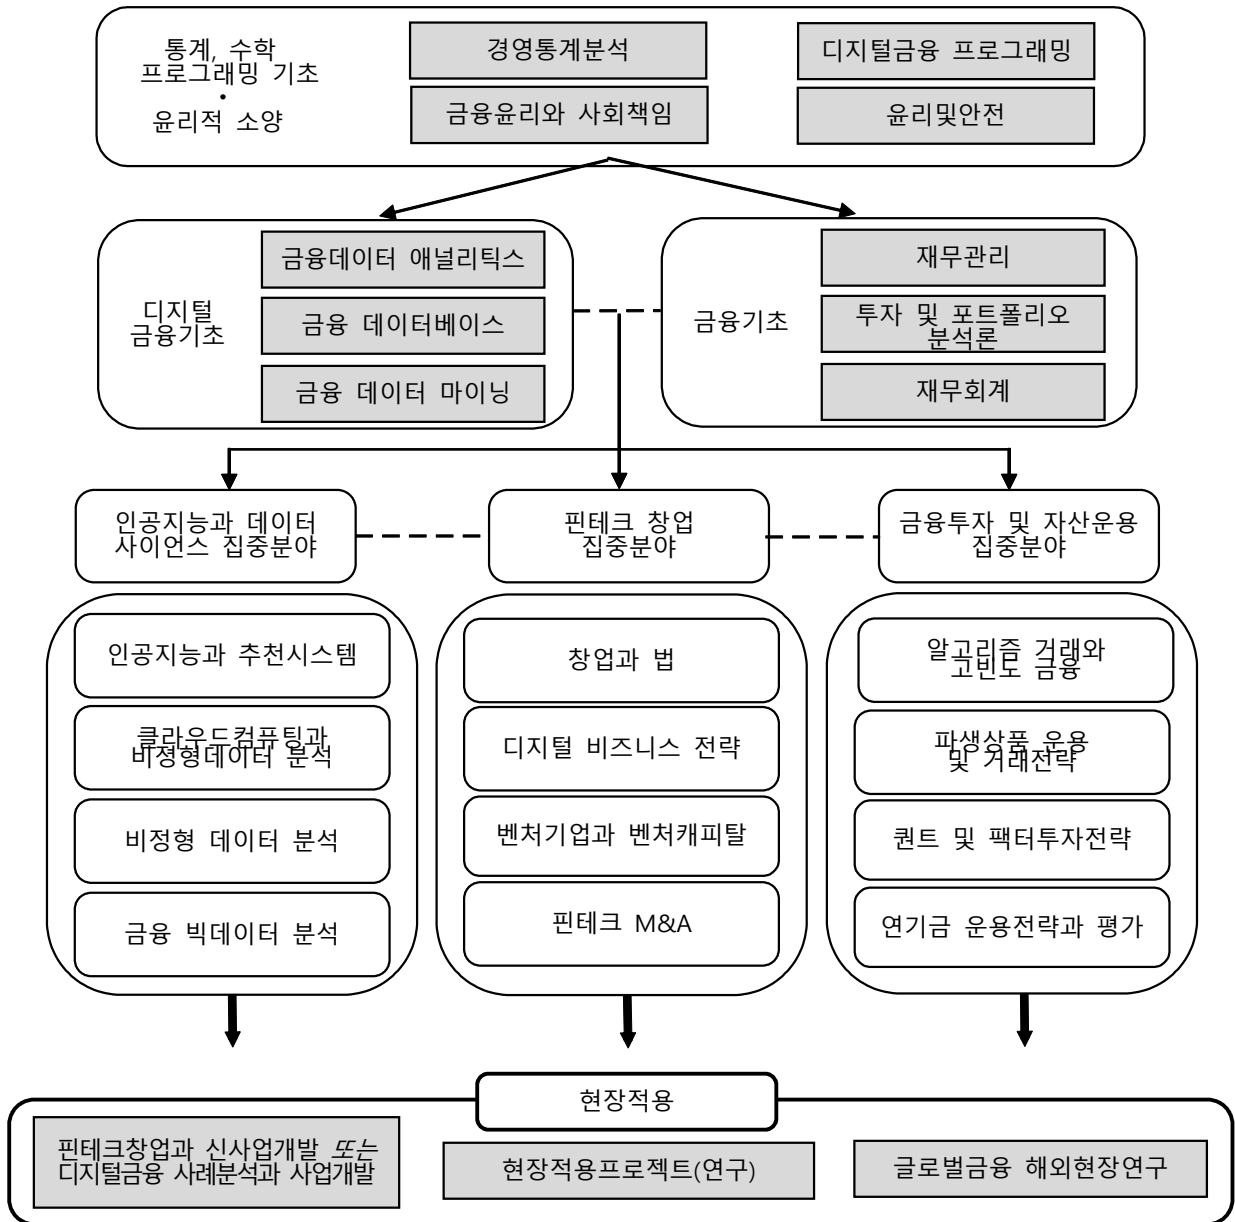 통계, 수학
프로그래밍 기초
•
윤리적 소양
경영통계분석
디지털금융 프로그래밍
금융윤리와 사회책임
윤리및안전
디지털
금융기초
금융데이터 애널리틱스
금융 데이터베이스
금융 데이터 마이닝
금융기초
재무관리
투자 및 포트폴리오
분석론
재무회계
인공지능과 데이터
사이언스 집중분야
핀테크 창업
집중분야
금융투자 및 자산운용
집중분야
인공지능과 추천시스템
클라우드컴퓨팅과
비정형데이터 분석
비정형 데이터 분석
금융 빅데이터 분석
창업과 법
디지털 비즈니스 전략
벤처기업과 벤처캐피탈
핀테크 M&A
알고리즘 거래와
고빈도 금융
파생상품 운용
및 거래전략
퀀트 및 팩터투자전략
연기금 운용전략과 평가
현장적용
핀테크창업과 신사업개발 또는
디지털금융 사례분석과 사업개발
현장적용프로젝트(연구)
글로벌금융 해외현장연구